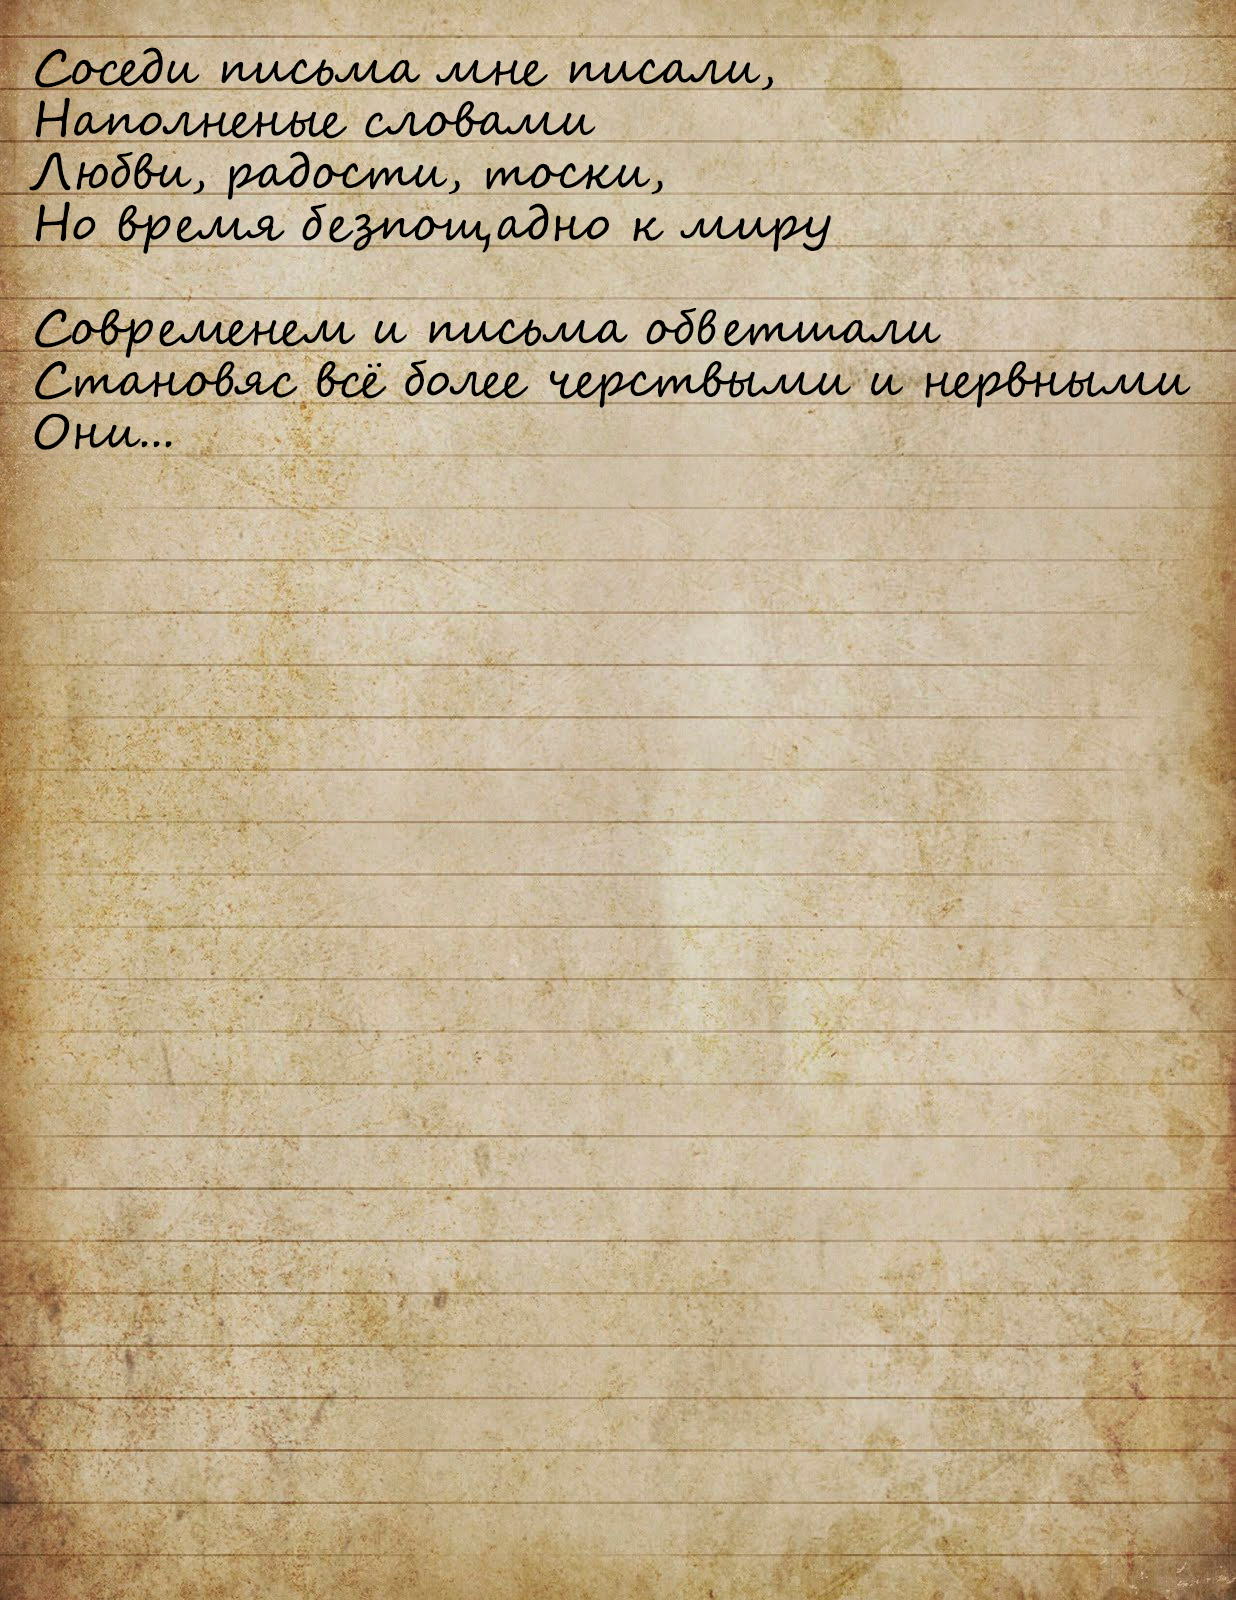 Соседи письма мне писали,
Наполненые словами
Любви, радости, тоски,
Но время безпощадно к миру
Современем и письма обветшали
Становяс всё более черствыми и нервными
Они...